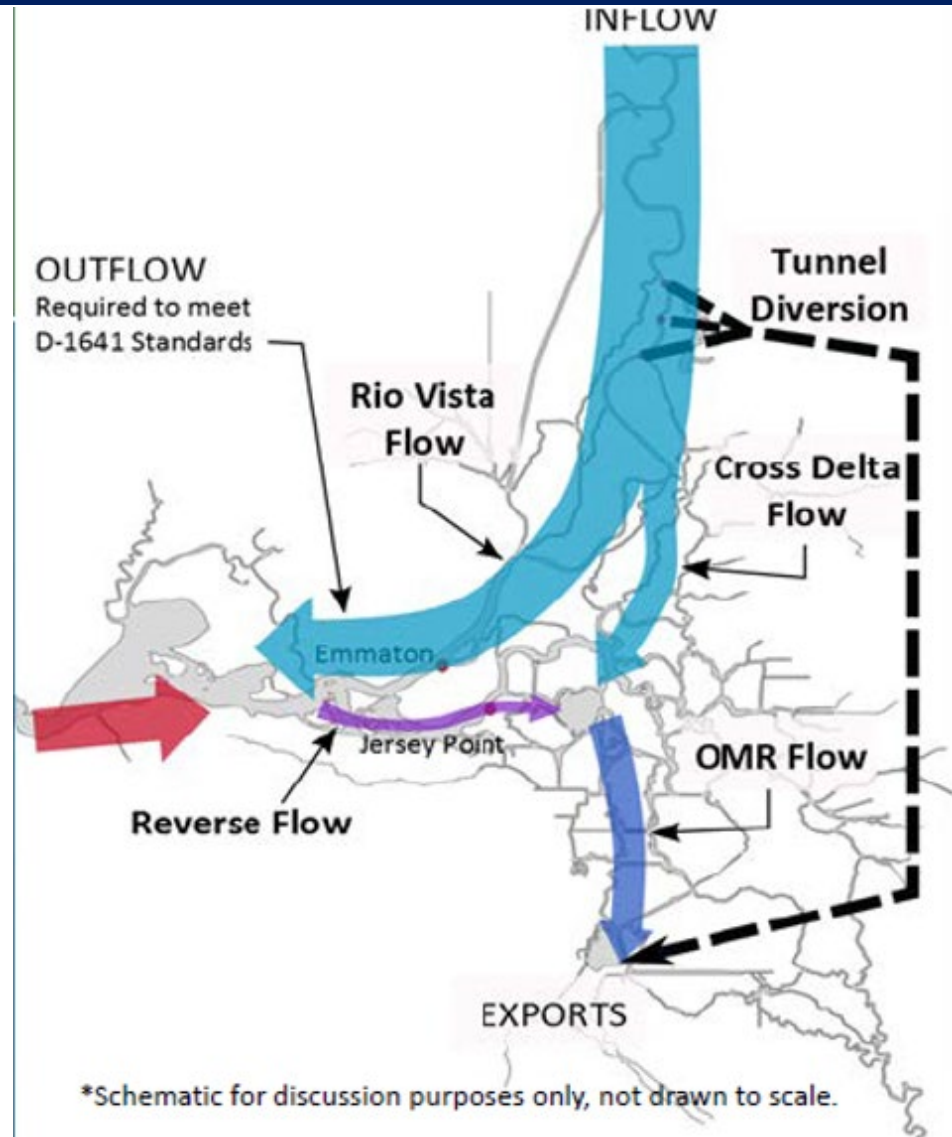 INFLOW
OUTFLOW
Required to meet
D-1641 Standards
Tunnel
Diversion
Rio Vista
Flow
Cross Delta
Flow
Emmaton
Jersey Point
OMR Flow
Reverse Flow
EXPORTS
*Schematic for discussion purposes only, not drawn to scale.